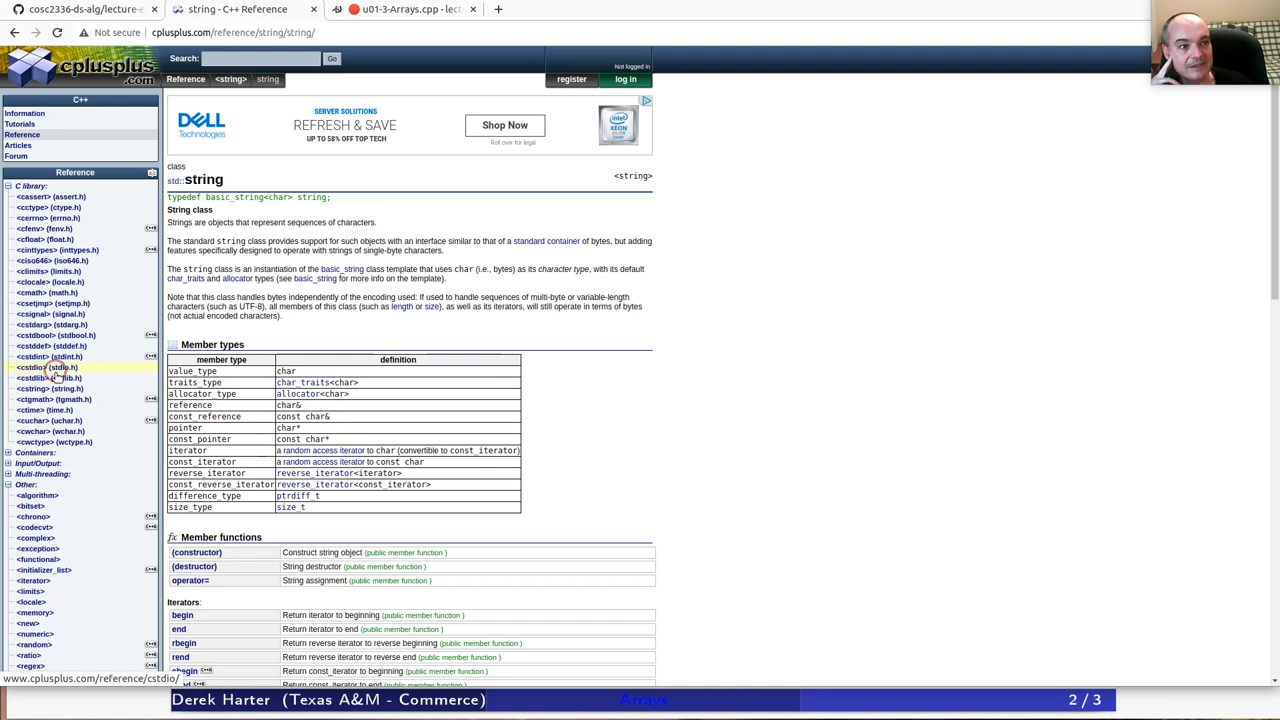 cosc2336-ds-alg/lecture-e
string - C++ Reference
u01-3-Arrays.cpp - lect
Not secure
cplusplus.com/reference/string/string/
cplusplus
.com
Search:
Go
Not logged in
Reference
<string>
string
register
log in
C++
Information
Tutorials
Reference
Articles
Forum
Reference
C library:
<cassert> (assert.h)
<cctype> (ctype.h)
<cerrno> (errno.h)
<cfenv> (fenv.h)
<cfloat> (float.h)
<cinttypes> (inttypes.h)
<ciso646> (iso646.h)
<climits> (limits.h)
<clocale> (locale.h)
<cmath> (math.h)
<csetjmp> (setjmp.h)
<csignal> (signal.h)
<cstdarg> (stdarg.h)
<cstdbool> (stdbool.h)
<cstddef> (stddef.h)
<cstdint> (stdint.h)
<cstdio> (stdio.h)
<cstdlib> lib.h)
<cstring> (string.h)
<ctgmath> (tgmath.h)
<ctime> (time.h)
<cuchar> (uchar.h)
<cwchar> (wchar.h)
<cwctype> (wctype.h)
Containers:
Input/Output:
Multi-threading:
Other:
<algorithm>
<bitset>
<chrono>
<codecvt>
<complex>
<exception>
<functional>
<initializer_list>
<iterator>
<limits>
<locale>
<memory>
<new>
<numeric>
<random>
<ratio>
<regex>
www.cplusplus.com/reference/cstdio/
DELL
Technologies
SERVER SOLUTIONS
REFRESH & SAVE
UP TO 58% OFF TOP TECH
Shop Now
Roll over for legal
intel
XEON
class
std::string
<string>
typedef basic_string<char> string;
String class
Strings are objects that represent sequences of characters.
The standard string class provides support for such objects with an interface similar to that of a standard container of bytes, but adding
features specifically designed to operate with strings of single-byte characters.
The string class is an instantiation of the basic_string class template that uses char (i.e., bytes) as its character type, with its default
char_traits and allocator types (see basic_string for more info on the template).
Note that this class handles bytes independently of the encoding used: If used to handle sequences of multi-byte or variable-length
characters (such as UTF-8), all members of this class (such as length or size), as well as its iterators, will still operate in terms of bytes
(not actual encoded characters).
Member types
member type definition
value_type char
traits_type char_traits<char>
allocator_type allocator<char>
reference char&
const_reference const char&
pointer char*
const_pointer const char*
iterator a random access iterator to char (convertible to const_iterator)
const_iterator a random access iterator to const char
reverse_iterator reverse_iterator<iterator>
const_reverse_iterator reverse_iterator<const_iterator>
difference_type ptrdiff_t
size_type size_t
fx Member functions
(constructor) Construct string object (public member function )
(destructor) String destructor (public member function )
operator= String assignment (public member function )
Iterators:
begin Return iterator to beginning (public member function )
end Return iterator to end (public member function )
rbegin Return reverse iterator to reverse beginning (public member function )
rend Return reverse iterator to reverse end (public member function )
cbegin Return const_iterator to beginning (public member function )
Return const_iterator to end (public member function )
Derek Harter (Texas A&M - Commerce) Arrays 2 / 3